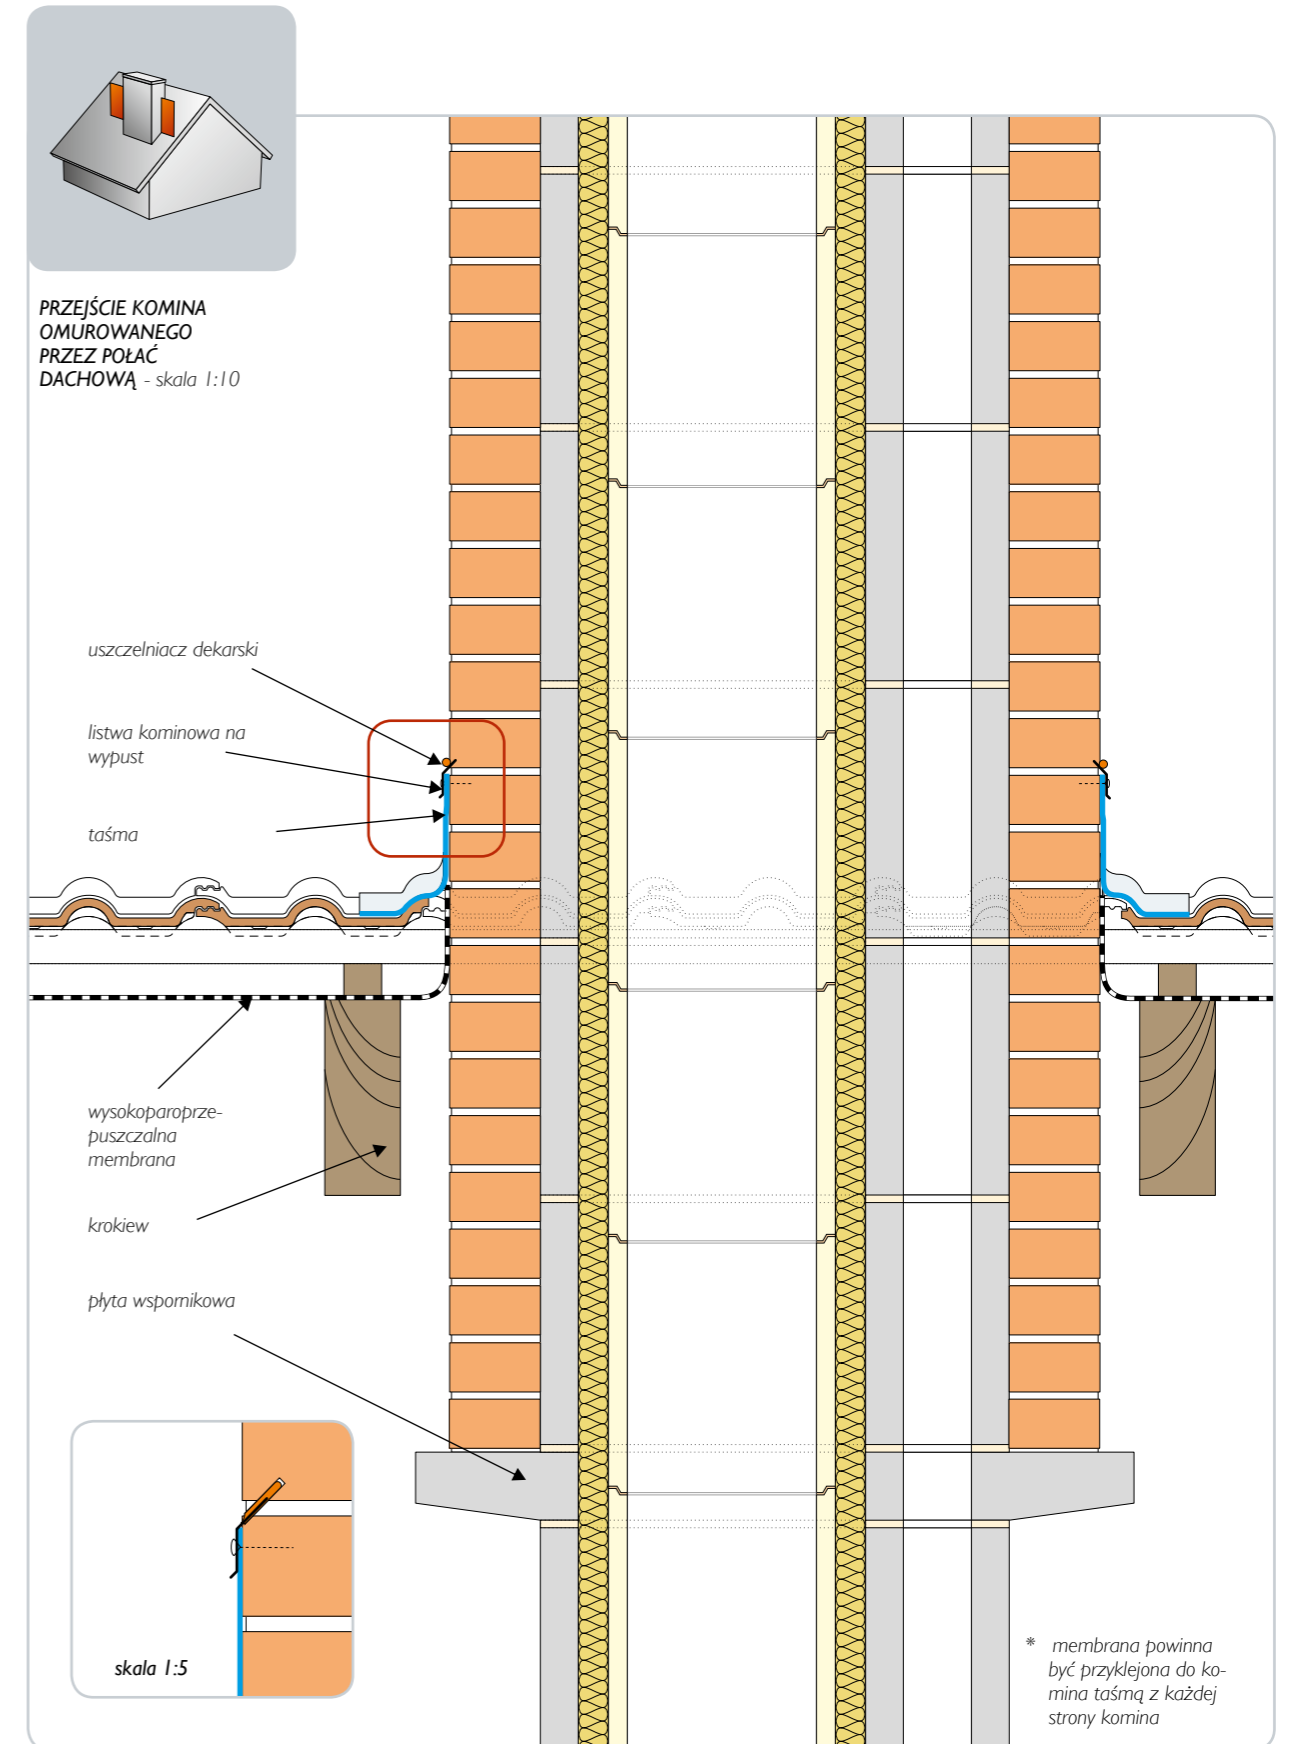 PRZEJŚCIE KOMINA
OMUROWANEGO
PRZEZ POŁAĆ
DACHOWĄ - skala 1:10
uszczelniacz dekarski
listwa kominowa na
wypust
taśma
wysokoparoprze-
puszczalna
membrana
krokiew
płyta wspornikowa
skala 1:5
* membrana powinna
być przyklejona do ko-
mina taśmą z każdej
strony komina